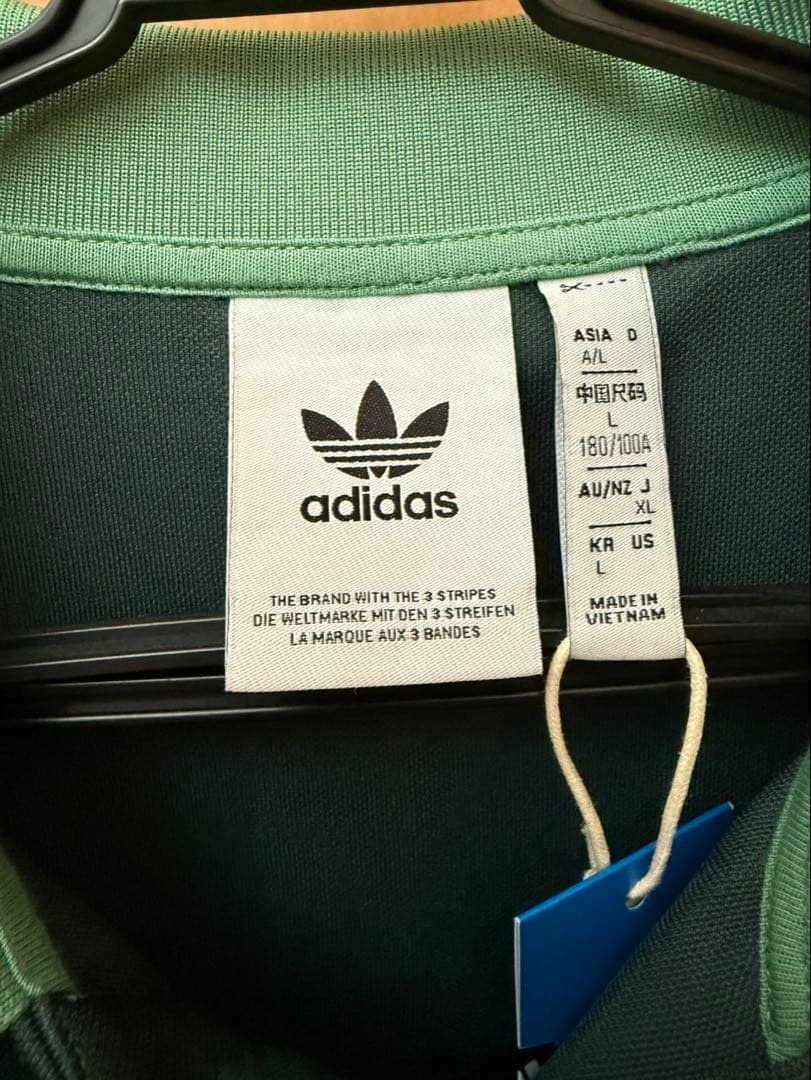 adidas
THE BRAND WITH THE 3 STRIPES
DIE WELTMARKE MIT DEN 3 STREIFEN
LA MARQUE AUX 3 BANDES
ASIA D
A/L
中国尺码
L
180/100A
AU/NZ J
XL
KR US
L
MADE IN
VIETNAM